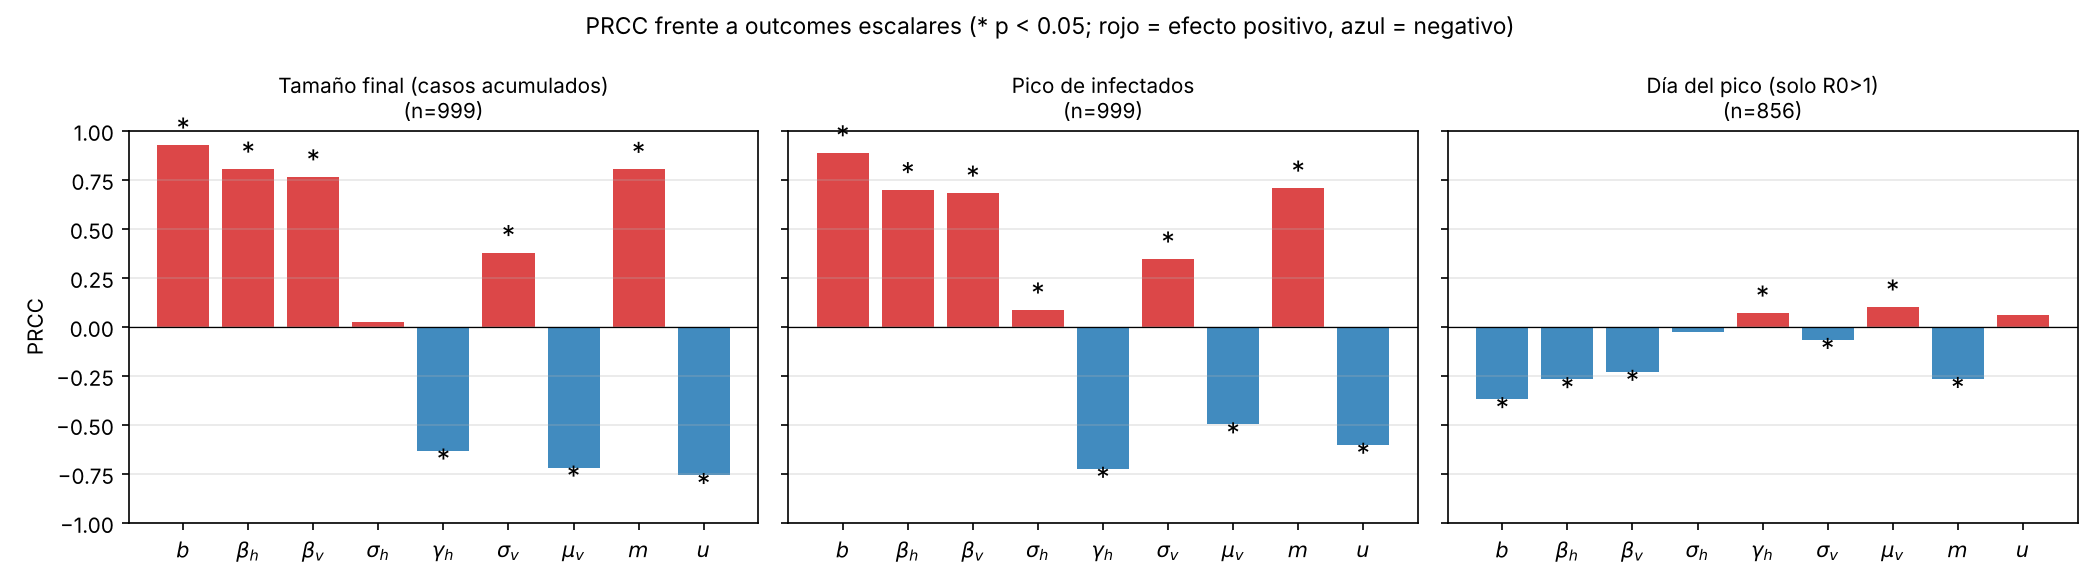 PRCC frente a outcomes escalares (* p < 0.05; rojo = efecto positivo, azul = negativo)
Tamaño final (casos acumulados)
(n=999)
Pico de infectados
(n=999)
Día del pico (solo R0>1)
(n=856)
PRCC
1.00
0.75
0.50
0.25
0.00
−0.25
−0.50
−0.75
−1.00
* * * * * * * *
* * * * * * * * *
* * * * * * *
b βₕ βᵥ σₕ γₕ σᵥ μᵥ m u
b βₕ βᵥ σₕ γₕ σᵥ μᵥ m u
b βₕ βᵥ σₕ γₕ σᵥ μᵥ m u